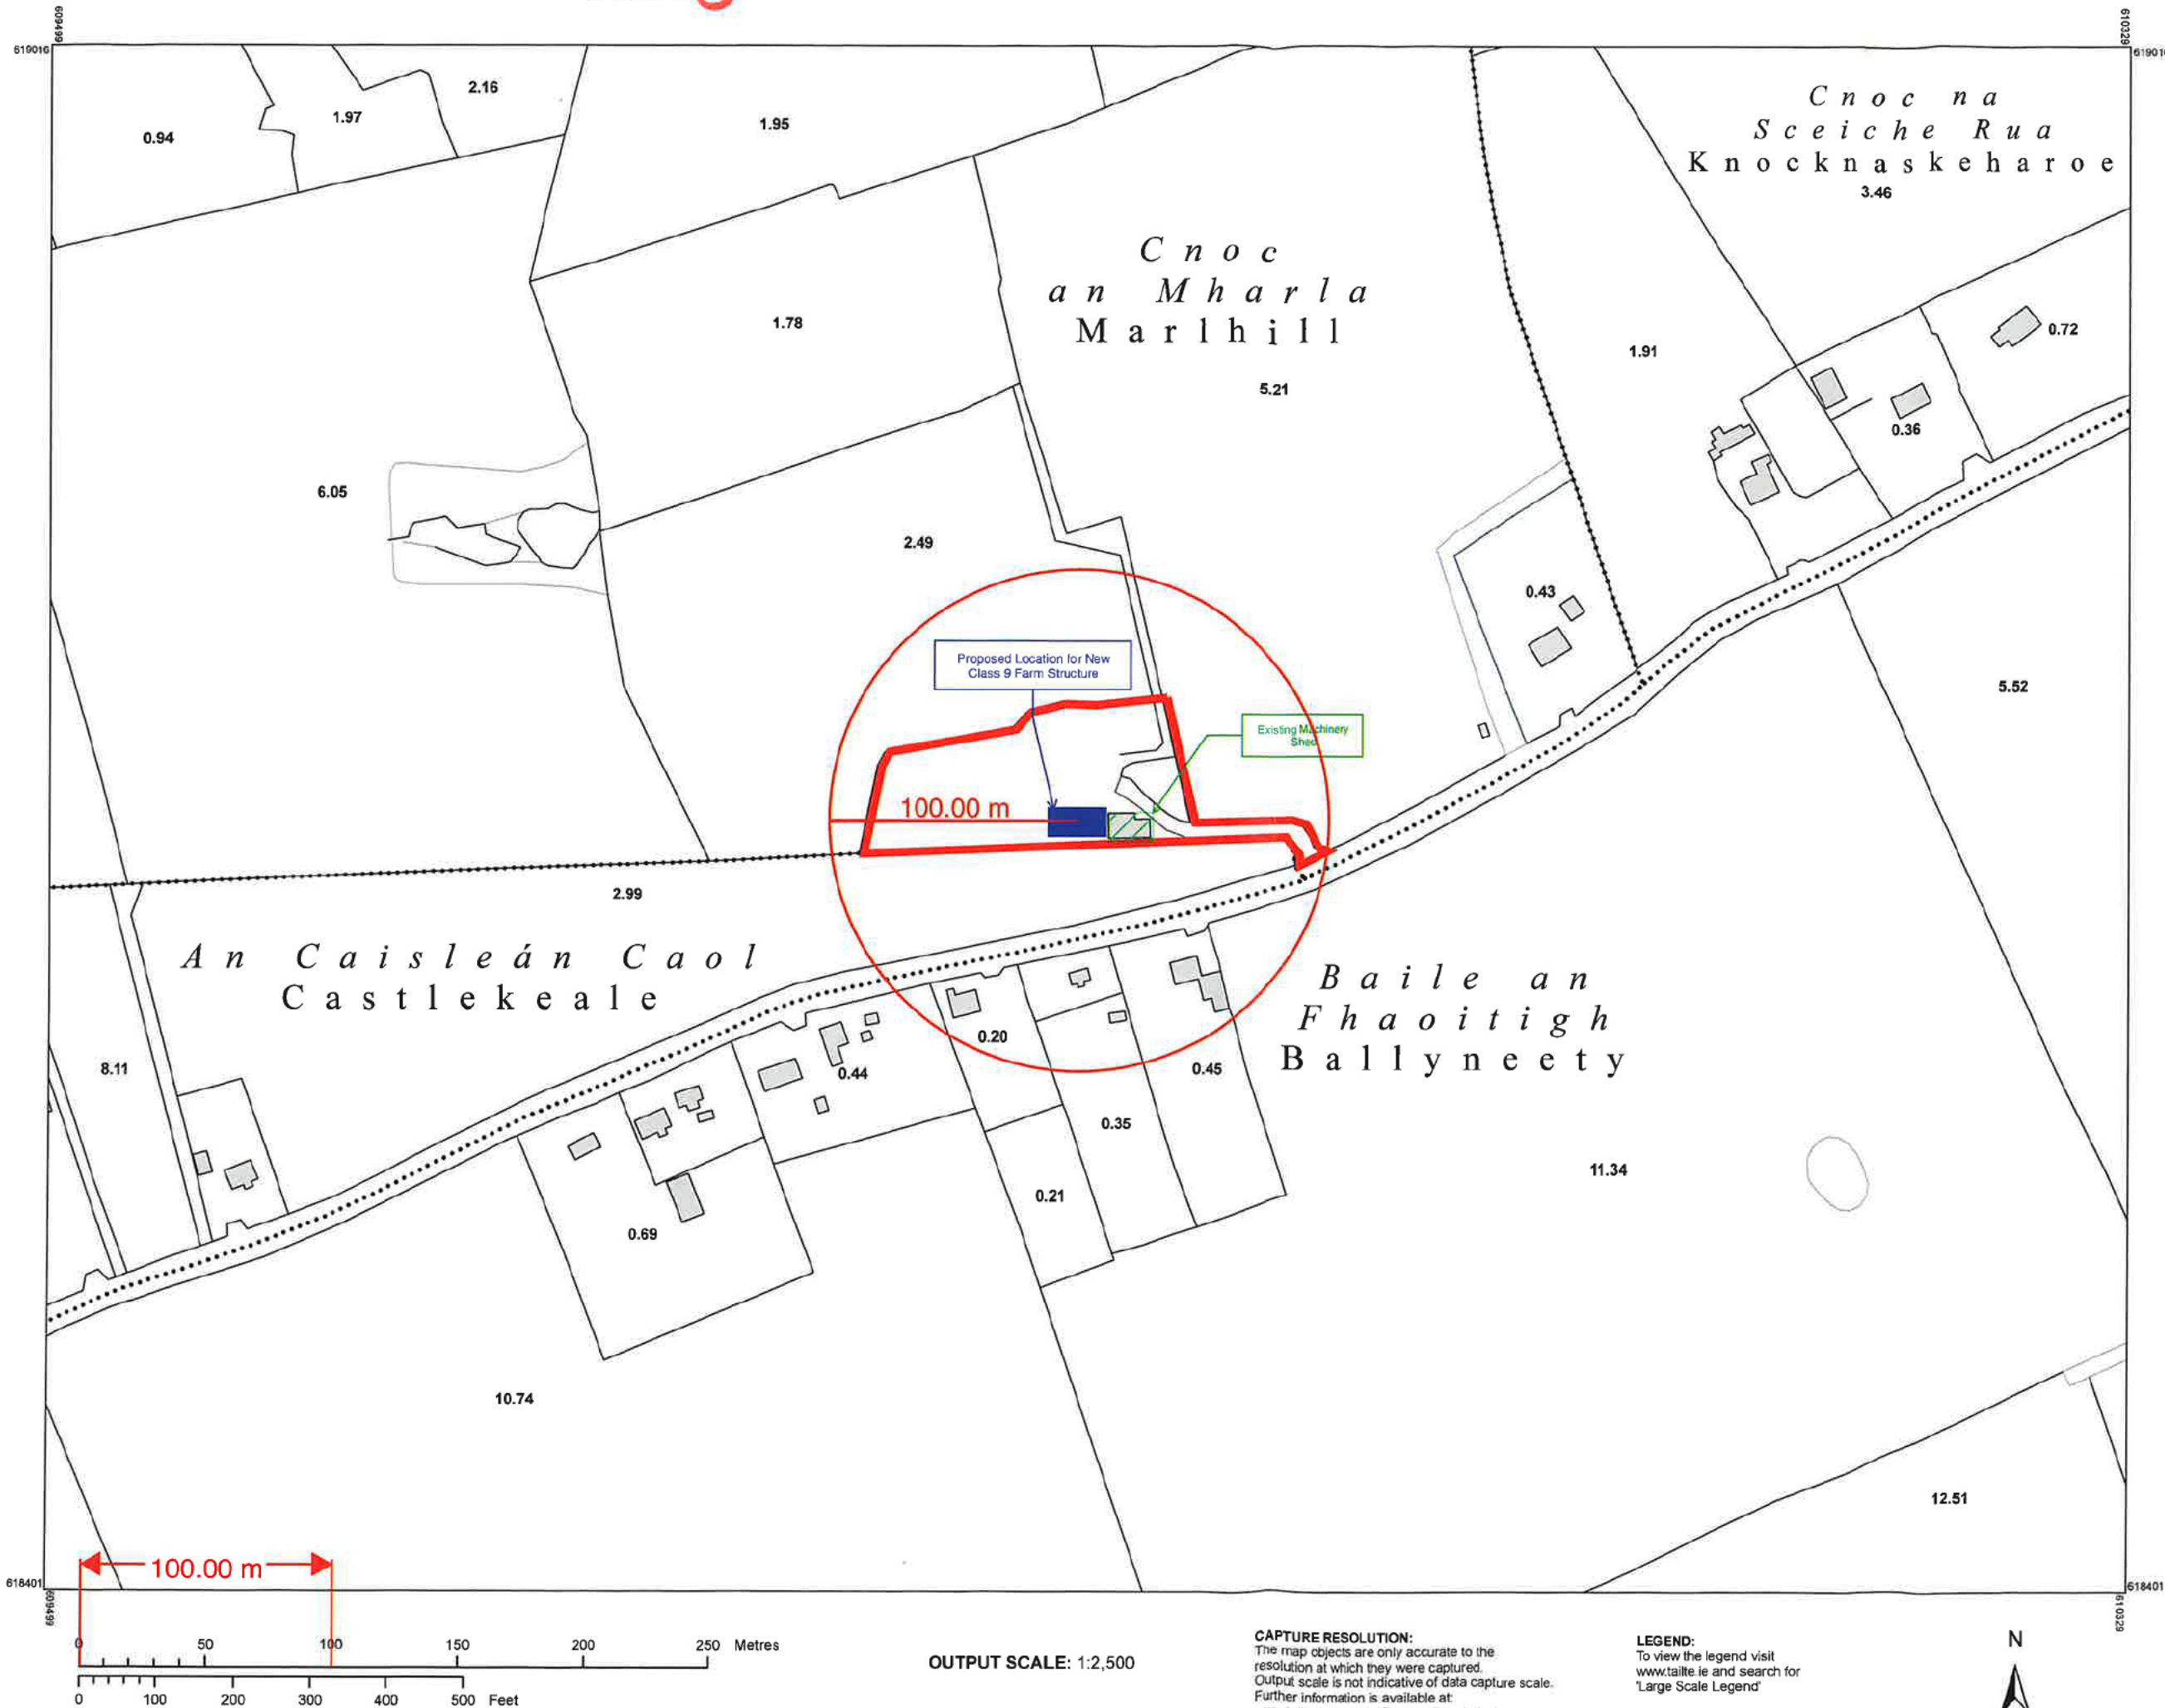 609499
610329
619016
61901
2.16
1.97
0.94
1.95
Cnoc na
Sceiche Rua
Knocknaskeharoe
3.46
Cnoc
an Mharla
Marlhill
1.78
5.21
1.91
0.72
0.36
6.05
2.49
0.43
5.52
Proposed Location for New
Class 9 Farm Structure
Existing Machinery
Shed
100.00 m
2.99
An Caisleán Caol
Castlekeale
Baile an
Fhaoitigh
Ballyneety
8.11
0.44
0.20
0.45
0.35
0.21
0.69
11.34
10.74
12.51
100.00 m
618401
618401
609499
610329
0 50 100 150 200 250 Metres
0 100 200 300 400 500 Feet
OUTPUT SCALE: 1:2,500
CAPTURE RESOLUTION:
The map objects are only accurate to the
resolution at which they were captured.
Output scale is not indicative of data capture scale.
Further information is available at:
LEGEND:
To view the legend visit
www.tailte.ie and search for
'Large Scale Legend'
N